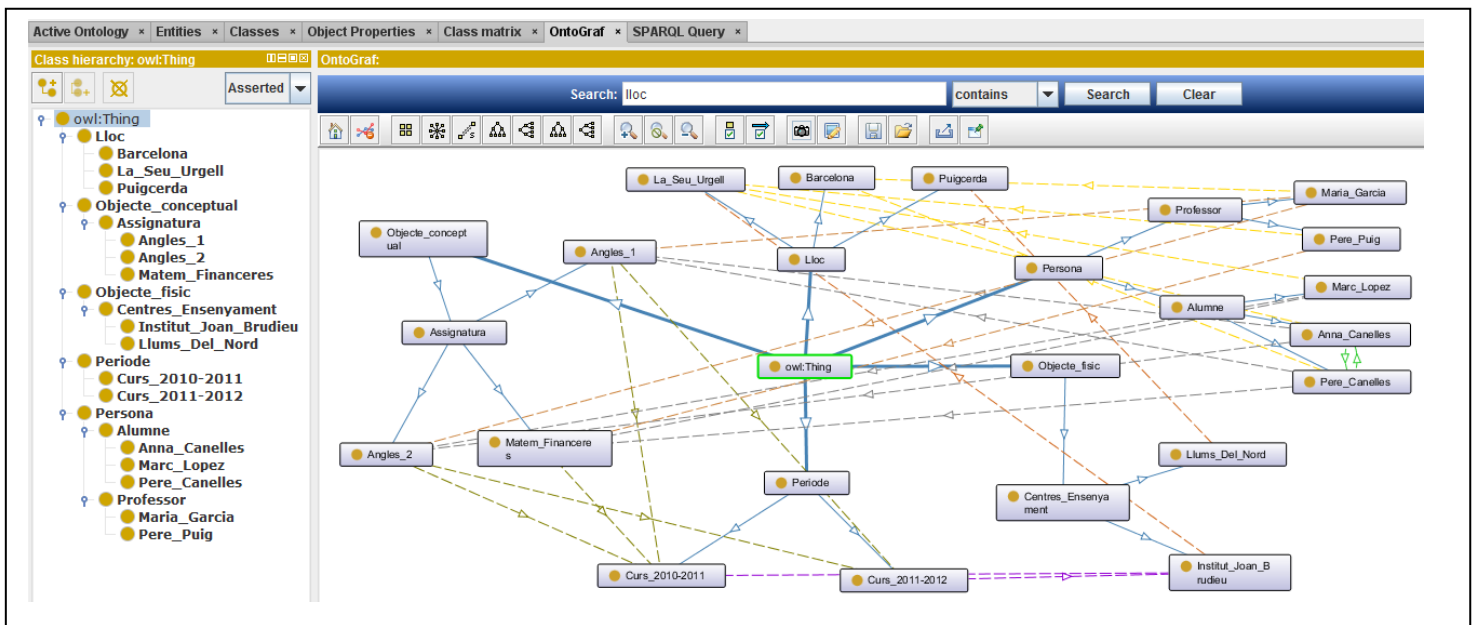 Active Ontology × Entities × Classes × Object Properties × Class matrix × OntoGraf × SPARQL Query ×
Class hierarchy: owl:Thing
OntoGraf:
Asserted
Search: lloc contains Search Clear
owl:Thing
Lloc
Barcelona
La_Seu_Urgell
Puigcerda
Objecte_conceptual
Assignatura
Angles_1
Angles_2
Matem_Financeres
Objecte_fisic
Centres_Ensenyament
Institut_Joan_Brudieu
Llums_Del_Nord
Periode
Curs_2010-2011
Curs_2011-2012
Persona
Alumne
Anna_Canelles
Marc_Lopez
Pere_Canelles
Professor
Maria_Garcia
Pere_Puig
La_Seu_Urgell
Barcelona
Puigcerda
Maria_Garcia
Professor
Objecte_concept
ual
Angles_1
Lloc
Persona
Pere_Puig
Marc_Lopez
Alumne
Assignatura
Anna_Canelles
owl:Thing
Objecte_fisic
Pere_Canelles
Angles_2
Matem_Financere
s
Llums_Del_Nord
Periode
Centres_Ensenya
ment
Curs_2010-2011
Curs_2011-2012
Institut_Joan_B
rudieu